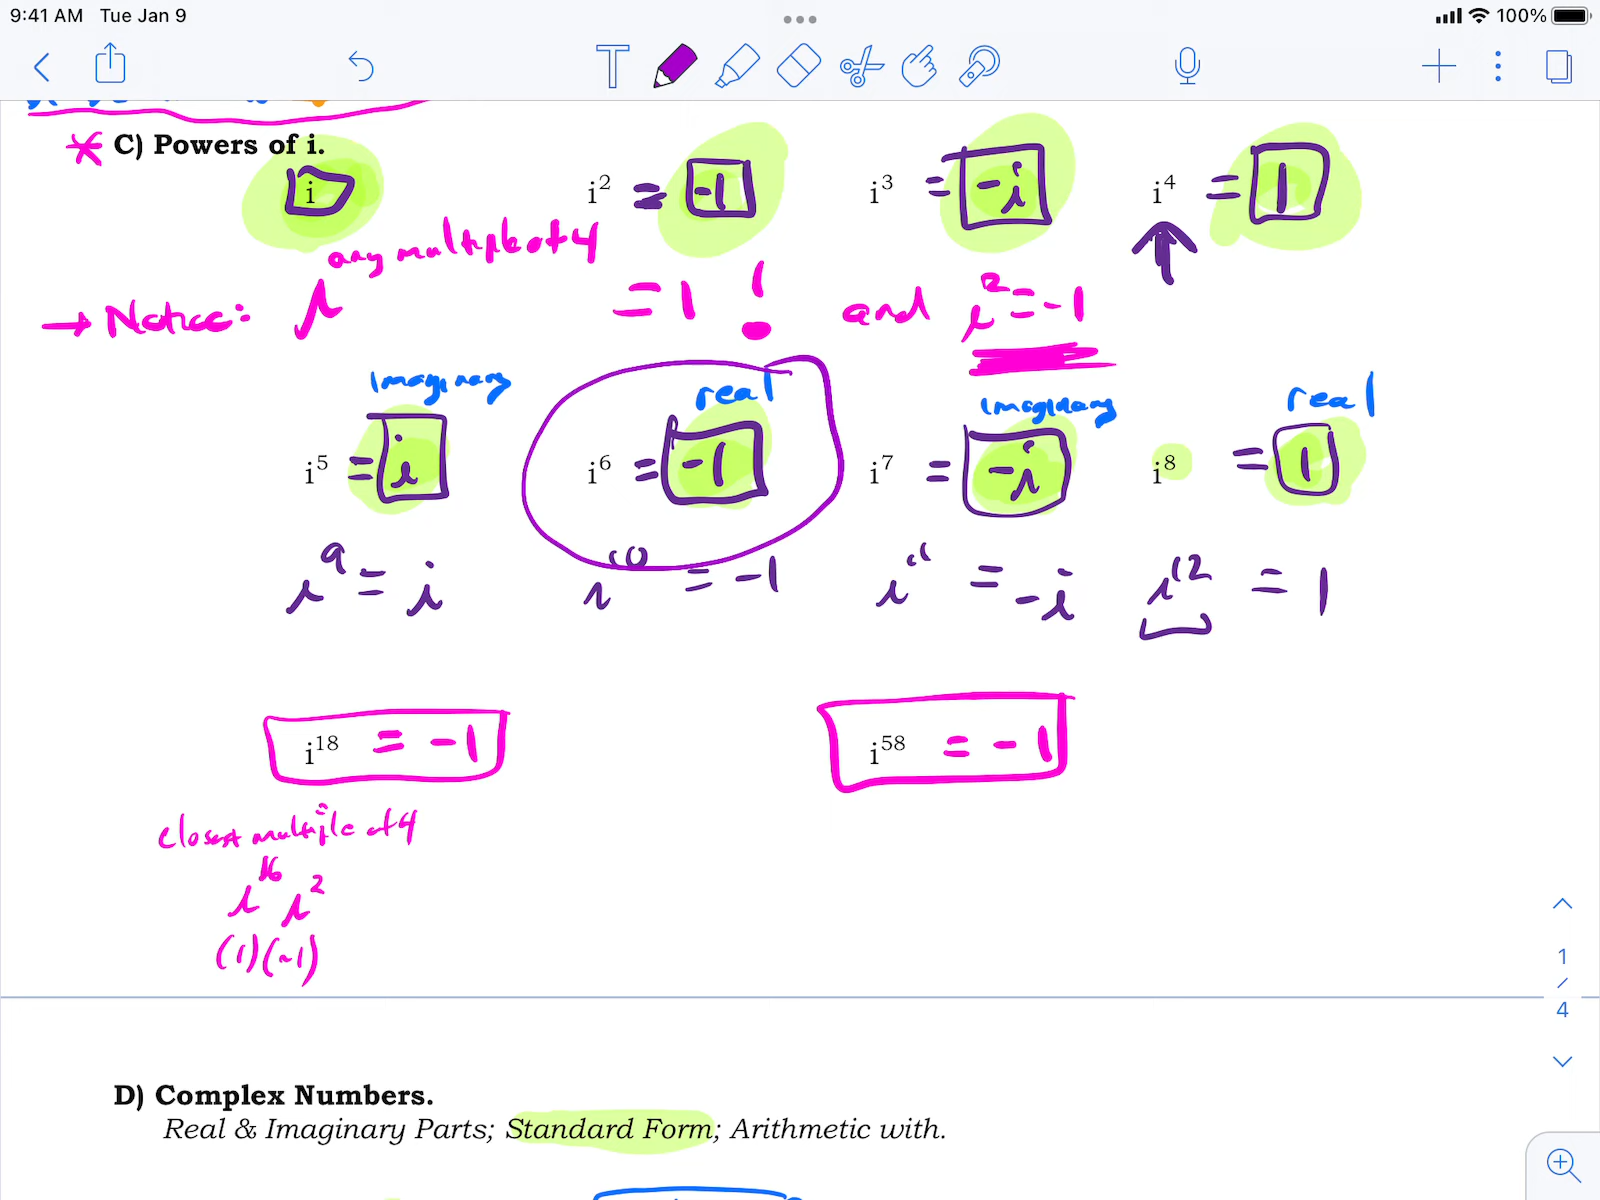 9:41 AM Tue Jan 9 100%
T
C) Powers of i.
i i² = -1 i³ = -i i⁴ = 1
→ Notice: i^any multiple of 4 = 1 ! and i² = -1
imaginary real imaginary real
i⁵ = i i⁶ = -1 i⁷ = -i i⁸ = 1
i⁹ = i i¹⁰ = -1 i¹¹ = -i i¹² = 1
i¹⁸ = -1 i⁵⁸ = -1
closest multiple of 4
i¹⁶ i²
(1)(-1)
1
/
4
D) Complex Numbers.
Real & Imaginary Parts; Standard Form; Arithmetic with.